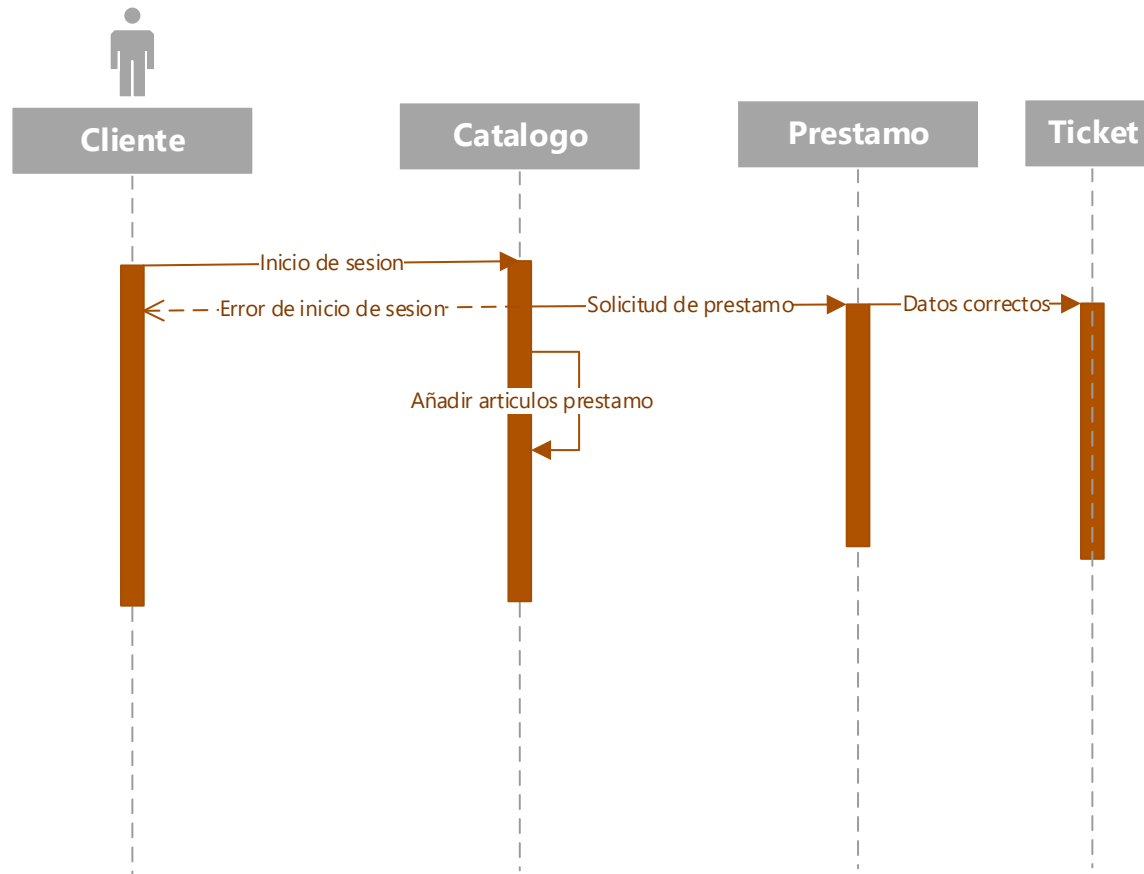 Cliente
Catalogo
Prestamo
Ticket
Inicio de sesion
Error de inicio de sesion
Solicitud de prestamo
Datos correctos
Añadir articulos prestamo